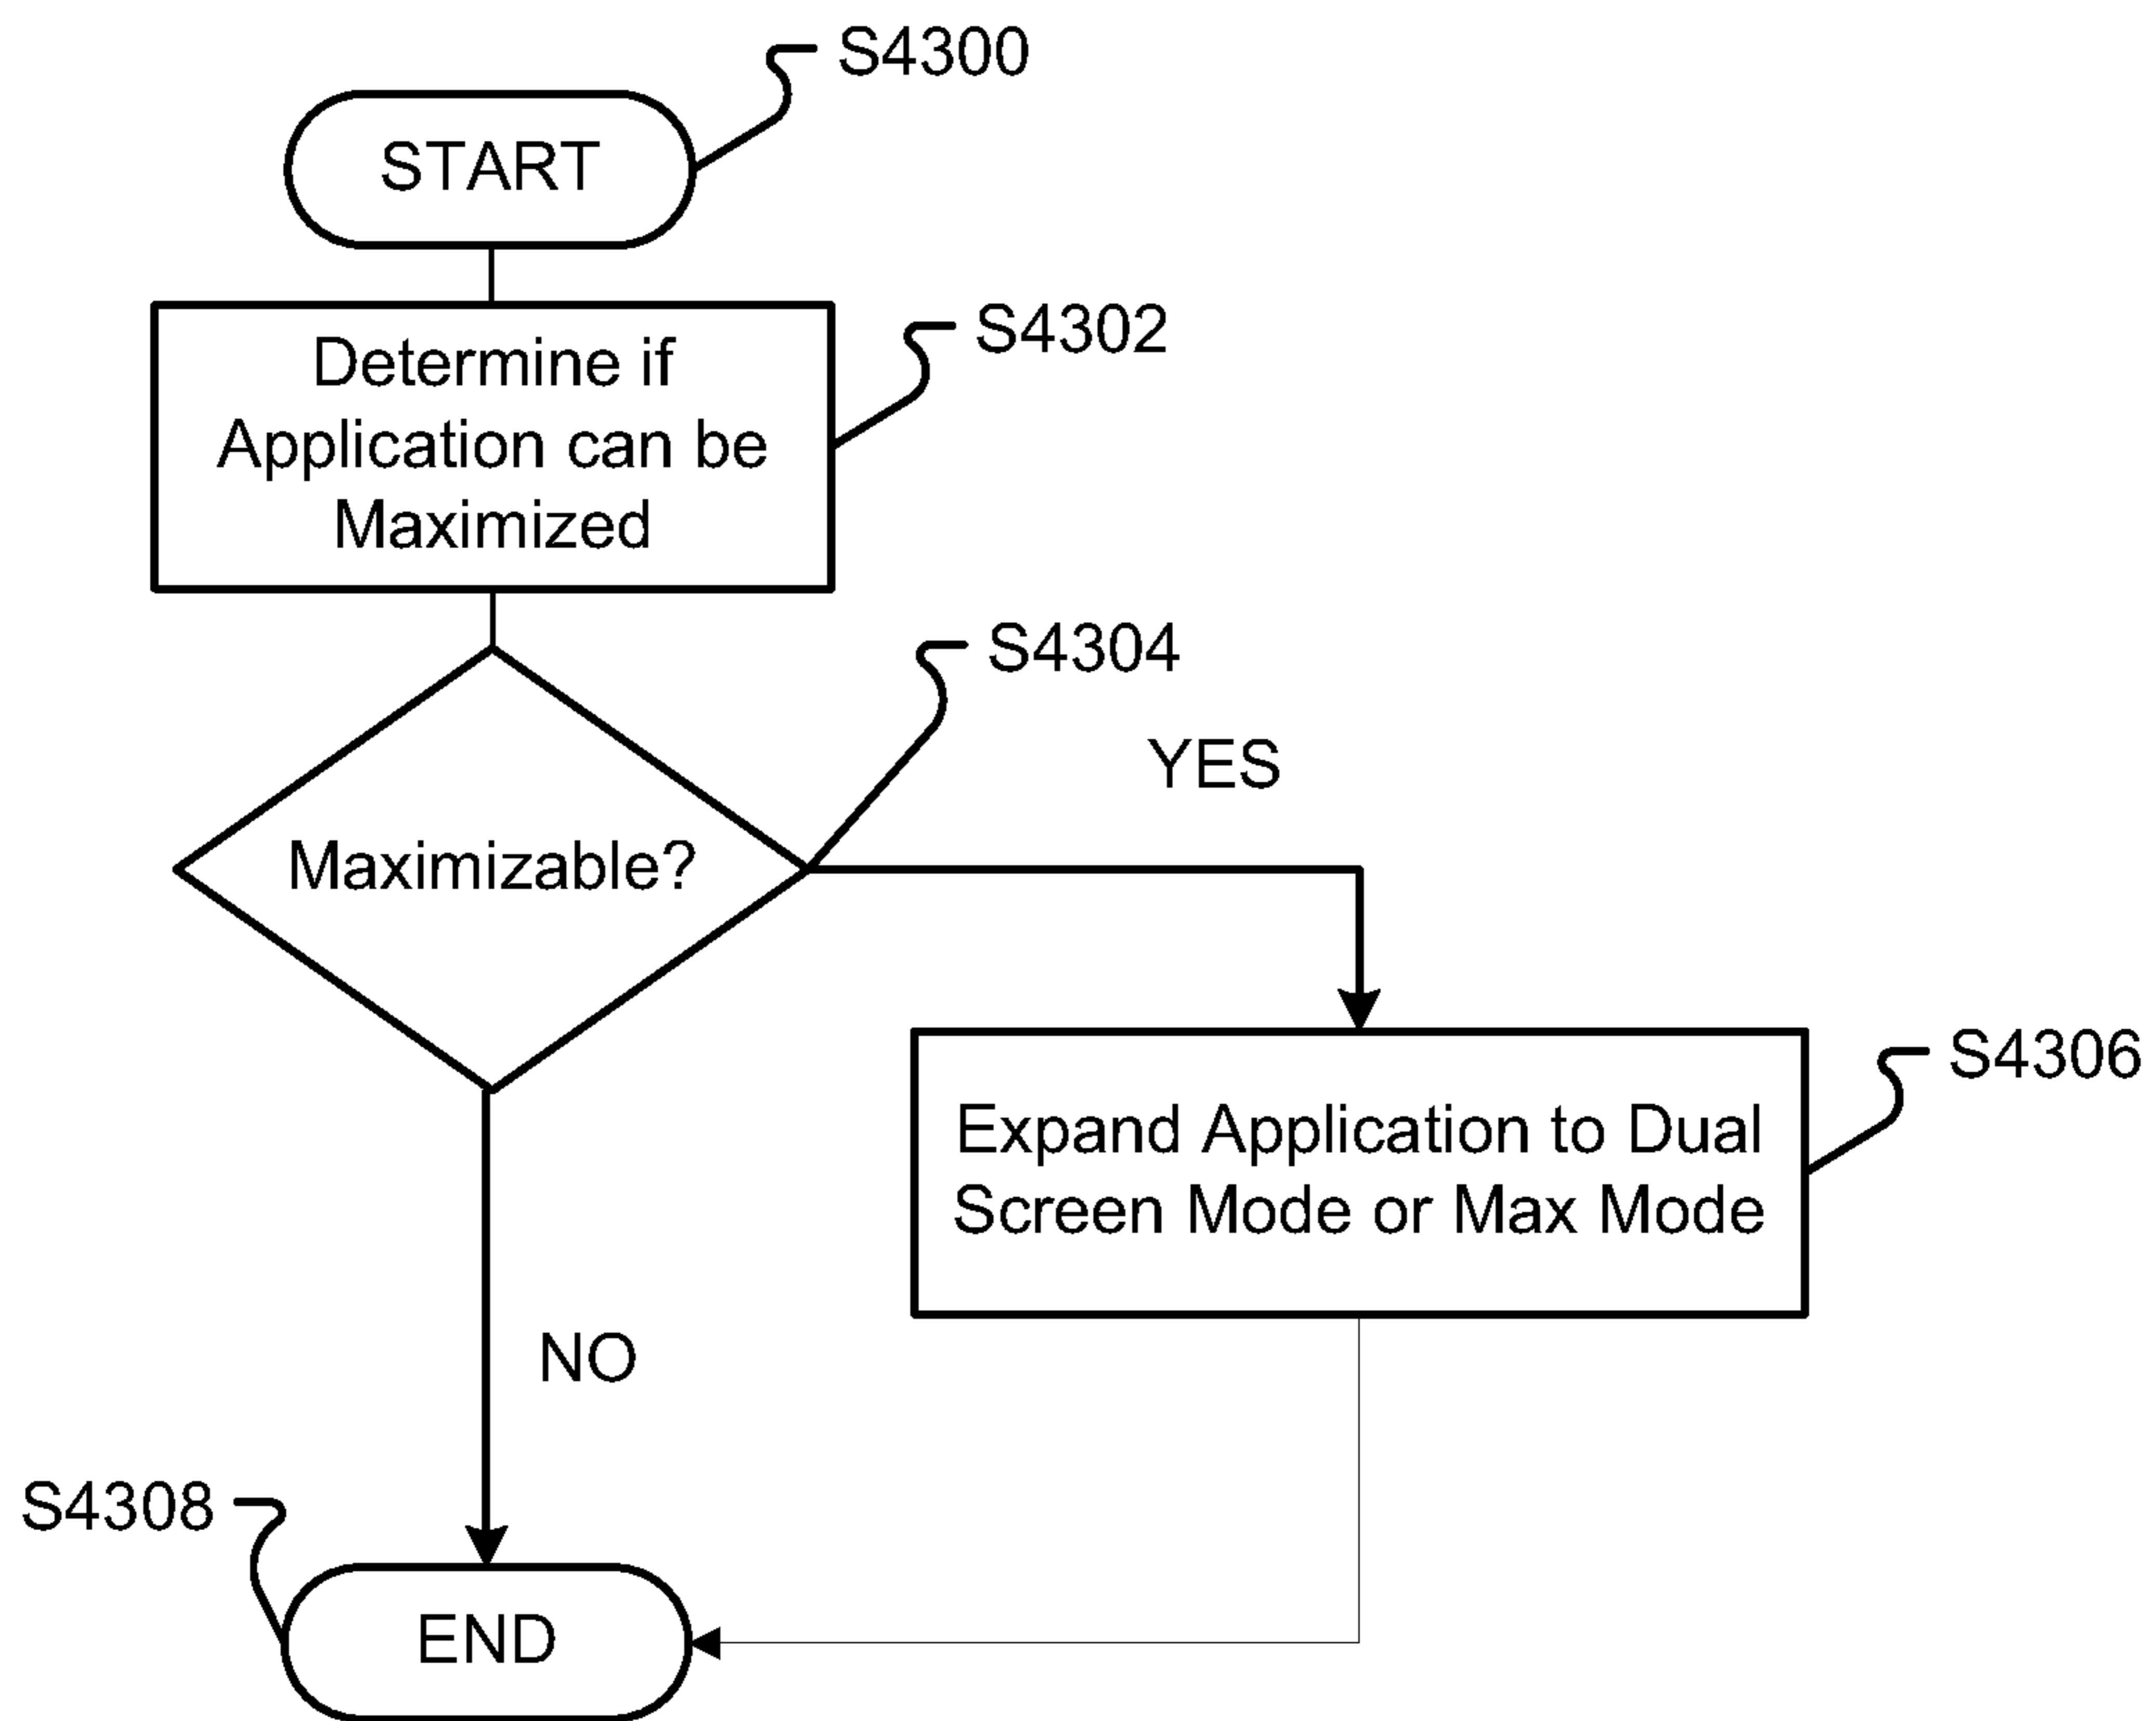 S4300
START
S4302
Determine if
Application can be
Maximized
S4304
YES
Maximizable?
S4306
Expand Application to Dual
Screen Mode or Max Mode
NO
S4308
END